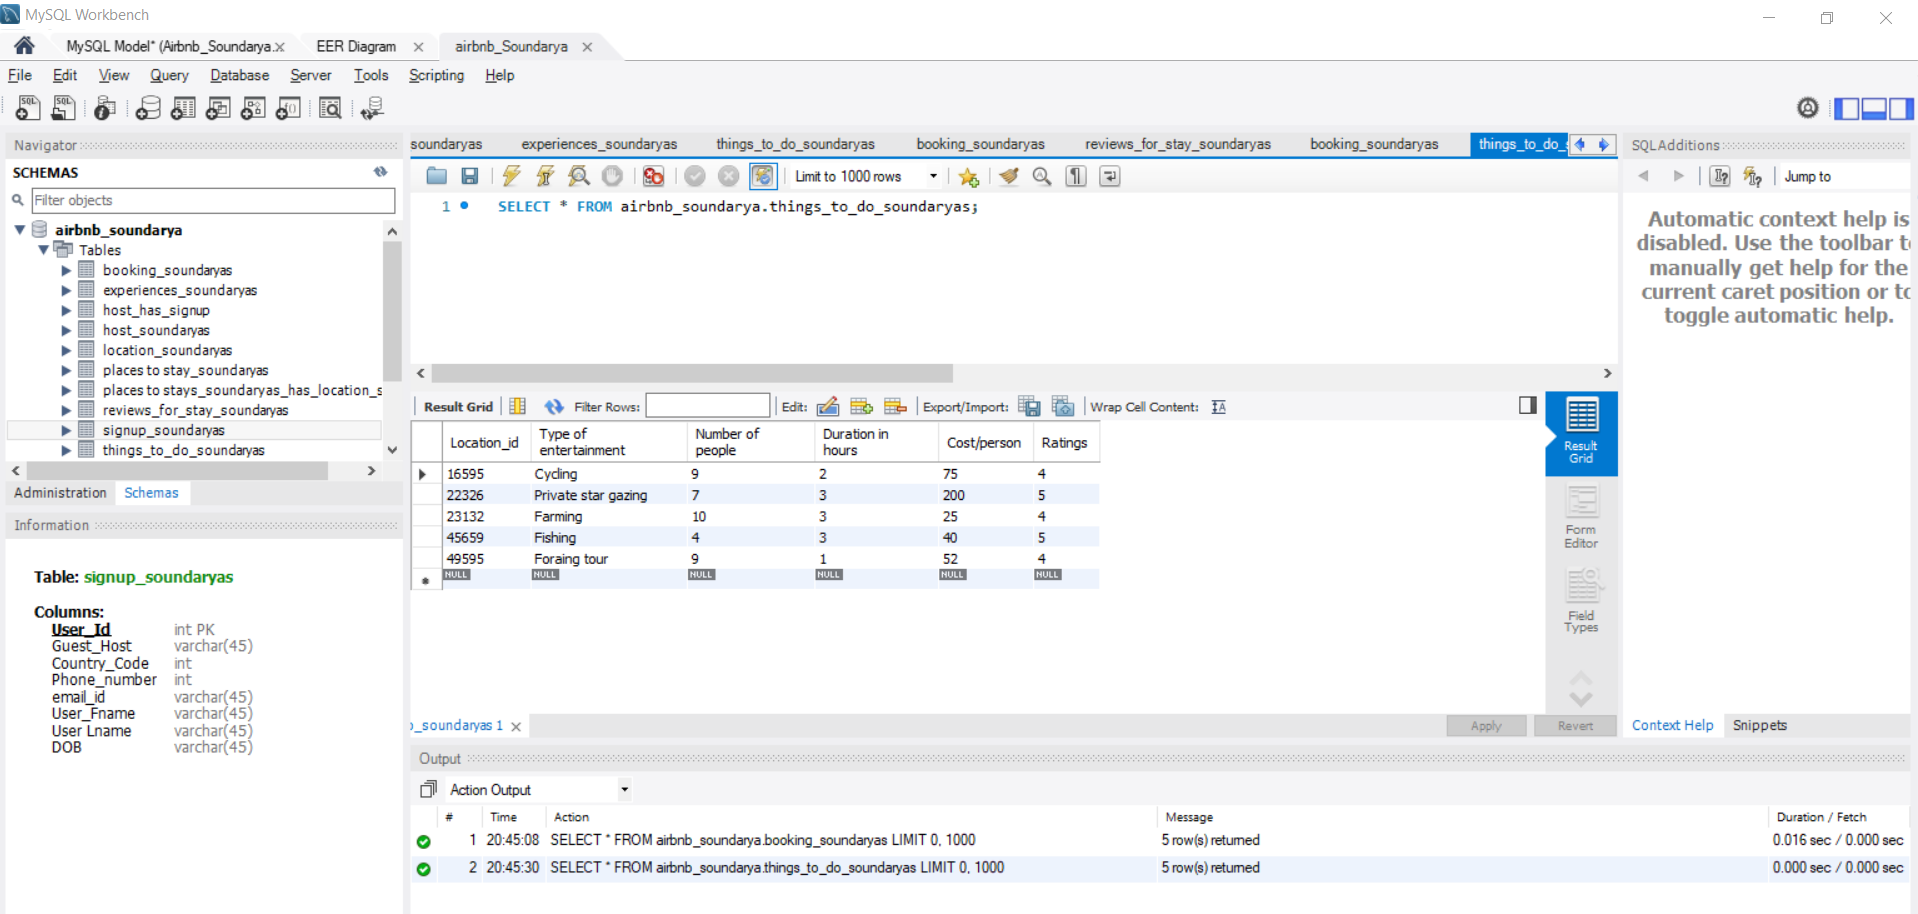 MySQL Workbench
MySQL Model* (Airbnb_Soundarya.x
EER Diagram
airbnb_Soundarya
File Edit View Query Database Server Tools Scripting Help
Navigator
SCHEMAS
Filter objects
airbnb_soundarya
Tables
booking_soundaryas
experiences_soundaryas
host_has_signup
host_soundaryas
location_soundaryas
places to stay_soundaryas
places to stays_soundaryas_has_location_s
reviews_for_stay_soundaryas
signup_soundaryas
things_to_do_soundaryas
Administration Schemas
Information
Table: signup_soundaryas
Columns:
User_Id int PK
Guest_Host varchar(45)
Country_Code int
Phone_number int
email_id varchar(45)
User_Fname varchar(45)
User Lname varchar(45)
DOB varchar(45)
soundaryas experiences_soundaryas things_to_do_soundaryas booking_soundaryas reviews_for_stay_soundaryas booking_soundaryas things_to_do_s
Limit to 1000 rows
1 SELECT * FROM airbnb_soundarya.things_to_do_soundaryas;
Result Grid Filter Rows: Edit: Export/Import: Wrap Cell Content:
Location_id Type of entertainment Number of people Duration in hours Cost/person Ratings
16595 Cycling 9 2 75 4
22326 Private star gazing 7 3 200 5
23132 Farming 10 3 25 4
45659 Fishing 4 3 40 5
49595 Foraing tour 9 1 52 4
NULL NULL NULL NULL NULL NULL
Result Grid
Form Editor
Field Types
_soundaryas 1
Apply Revert
SQLAdditions
Jump to
Automatic context help is
disabled. Use the toolbar to
manually get help for the
current caret position or to
toggle automatic help.
Context Help Snippets
Output
Action Output
# Time Action Message Duration / Fetch
1 20:45:08 SELECT * FROM airbnb_soundarya.booking_soundaryas LIMIT 0, 1000 5 row(s) returned 0.016 sec / 0.000 sec
2 20:45:30 SELECT * FROM airbnb_soundarya.things_to_do_soundaryas LIMIT 0, 1000 5 row(s) returned 0.000 sec / 0.000 sec